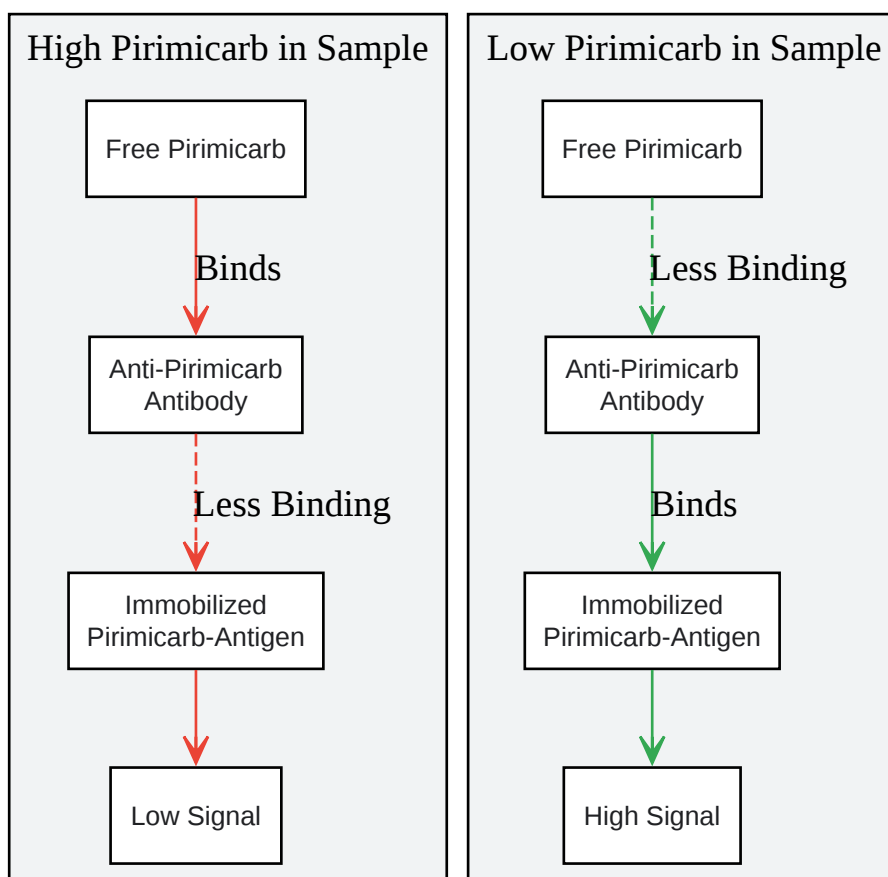 High Pirimicarb in Sample
Free Pirimicarb
Binds
Anti-Pirimicarb
Antibody
Less Binding
Immobilized
Pirimicarb-Antigen
Low Signal
Low Pirimicarb in Sample
Free Pirimicarb
Less Binding
Anti-Pirimicarb
Antibody
Binds
Immobilized
Pirimicarb-Antigen
High Signal